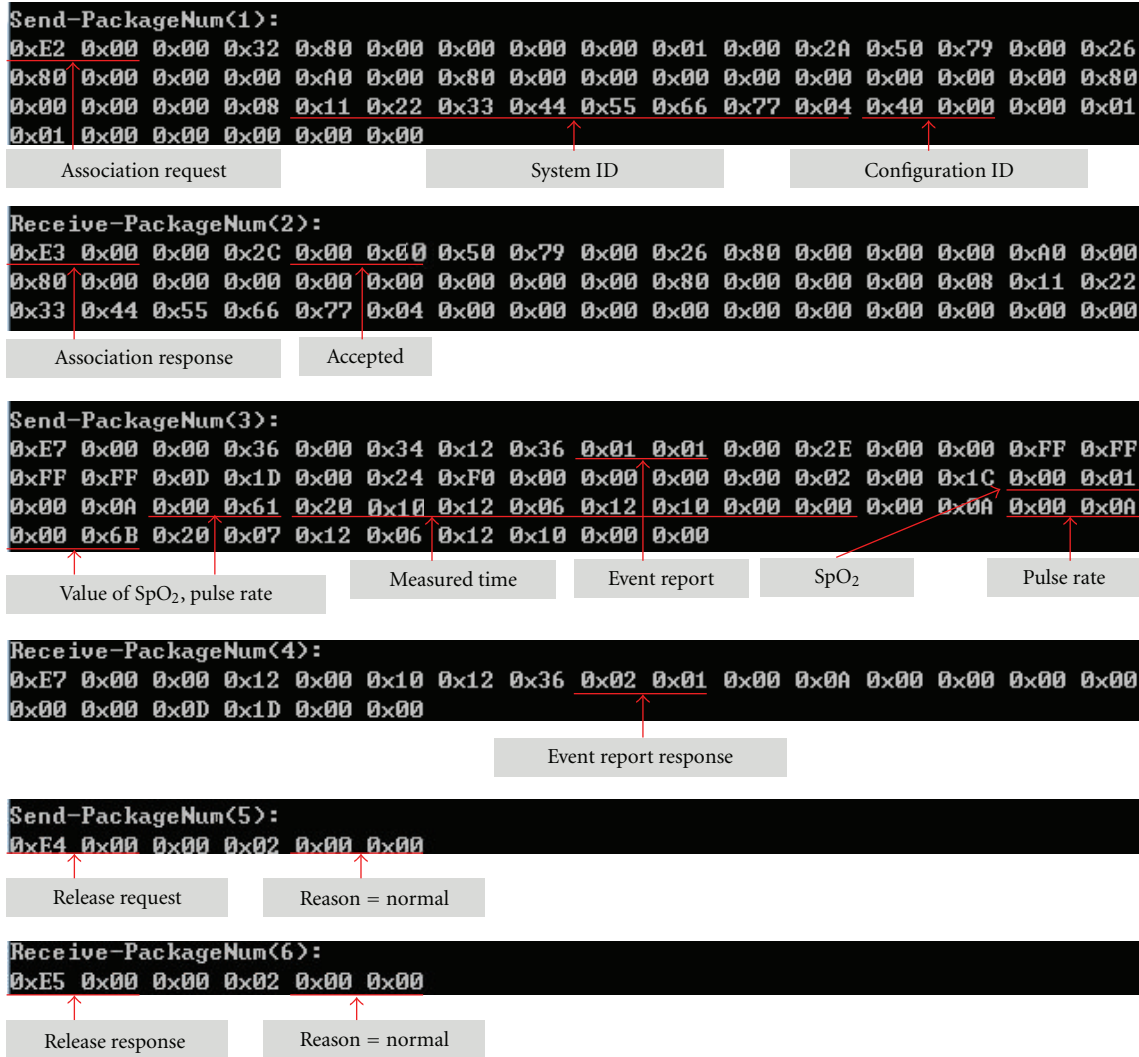 Send-PackageNum(1):
0xE2 0x00 0x00 0x32 0x80 0x00 0x00 0x00 0x00 0x01 0x00 0x2A 0x50 0x79 0x00 0x26
0x80 0x00 0x00 0x00 0xA0 0x00 0x80 0x00 0x00 0x00 0x00 0x00 0x00 0x00 0x00 0x80
0x00 0x00 0x00 0x08 0x11 0x22 0x33 0x44 0x55 0x66 0x77 0x04 0x40 0x00 0x00 0x01
0x01 0x00 0x00 0x00 0x00 0x00
Association request System ID Configuration ID
Receive-PackageNum(2):
0xE3 0x00 0x00 0x2C 0x00 0x00 0x50 0x79 0x00 0x26 0x80 0x00 0x00 0x00 0xA0 0x00
0x80 0x00 0x00 0x00 0x00 0x00 0x00 0x00 0x00 0x80 0x00 0x00 0x00 0x08 0x11 0x22
0x33 0x44 0x55 0x66 0x77 0x04 0x00 0x00 0x00 0x00 0x00 0x00 0x00 0x00 0x00 0x00
Association response Accepted
Send-PackageNum(3):
0xE7 0x00 0x00 0x36 0x00 0x34 0x12 0x36 0x01 0x01 0x00 0x2E 0x00 0x00 0xFF 0xFF
0xFF 0xFF 0x0D 0x1D 0x00 0x24 0xF0 0x00 0x00 0x00 0x00 0x02 0x00 0x1C 0x00 0x01
0x00 0x0A 0x00 0x61 0x20 0x10 0x12 0x06 0x12 0x10 0x00 0x00 0x00 0x0A 0x00 0x0A
0x00 0x6B 0x20 0x07 0x12 0x06 0x12 0x10 0x00 0x00
Value of SpO₂, pulse rate Measured time Event report SpO₂ Pulse rate
Receive-PackageNum(4):
0xE7 0x00 0x00 0x12 0x00 0x10 0x12 0x36 0x02 0x01 0x00 0x0A 0x00 0x00 0x00 0x00
0x00 0x00 0x0D 0x1D 0x00 0x00
Event report response
Send-PackageNum(5):
0xE4 0x00 0x00 0x02 0x00 0x00
Release request Reason = normal
Receive-PackageNum(6):
0xE5 0x00 0x00 0x02 0x00 0x00
Release response Reason = normal